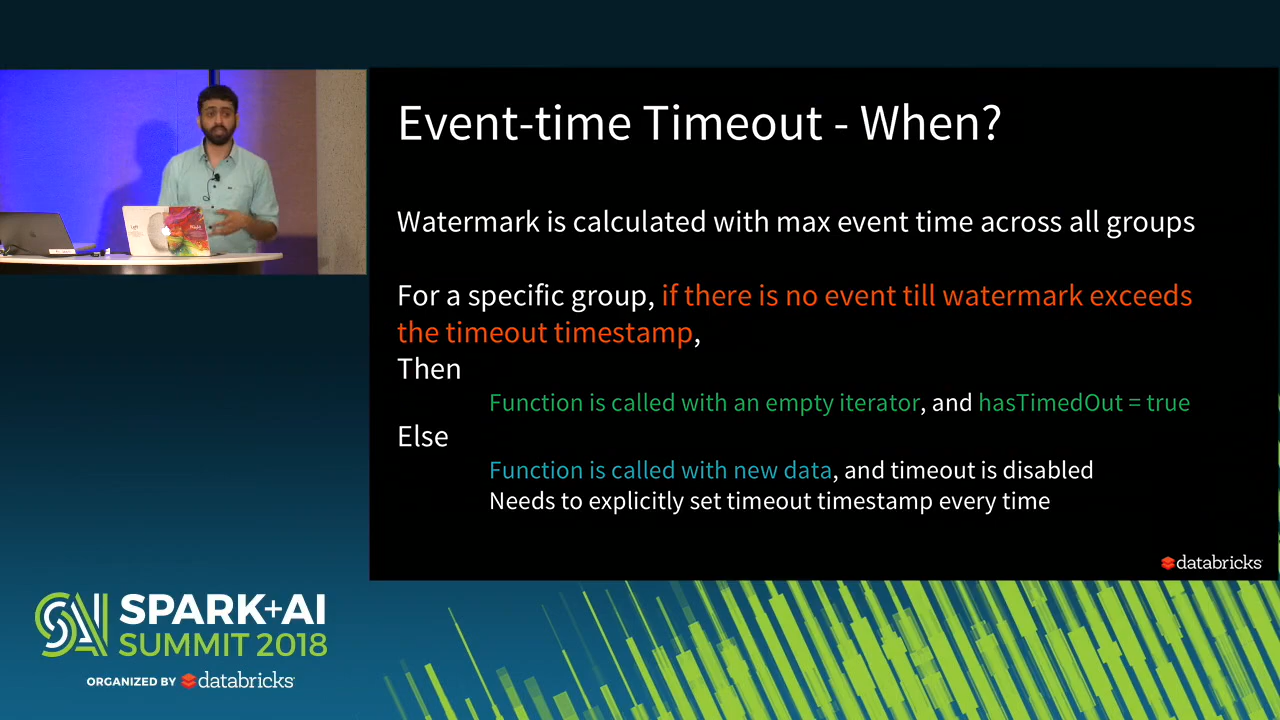 Event-time Timeout - When?
Watermark is calculated with max event time across all groups
For a specific group, if there is no event till watermark exceeds
the timeout timestamp,
Then
Function is called with an empty iterator, and hasTimedOut = true
Else
Function is called with new data, and timeout is disabled
Needs to explicitly set timeout timestamp every time
databricks
SPARK+AI
SUMMIT 2018
ORGANIZED BY databricks